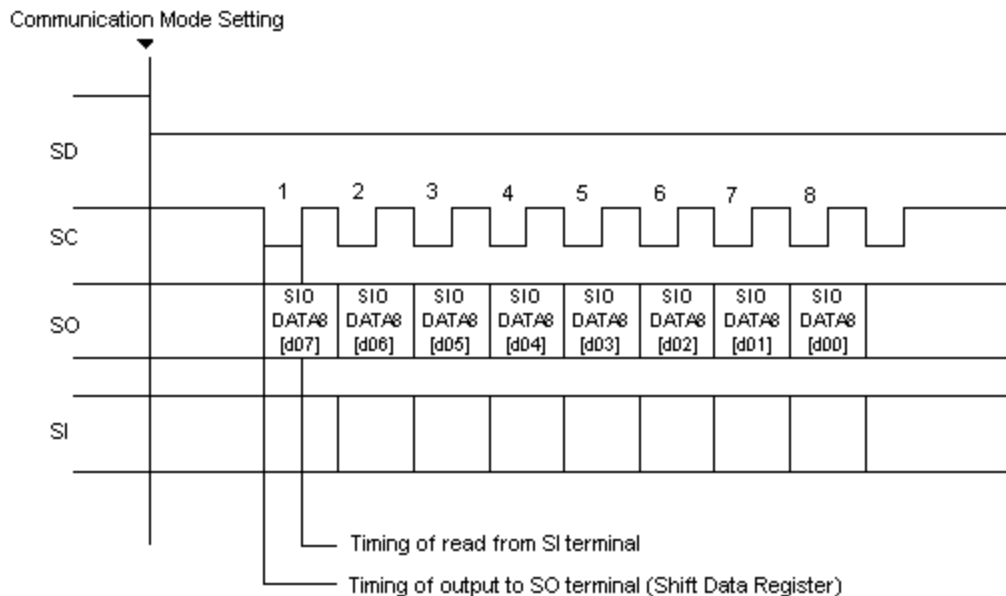 Communication Mode Setting
SD
1 2 3 4 5 6 7 8
SC
SIO SIO SIO SIO SIO SIO SIO SIO
DATA8 DATA8 DATA8 DATA8 DATA8 DATA8 DATA8 DATA8
SO
[d07] [d06] [d05] [d04] [d03] [d02] [d01] [d00]
SI
Timing of read from SI terminal
Timing of output to SO terminal (Shift Data Register)